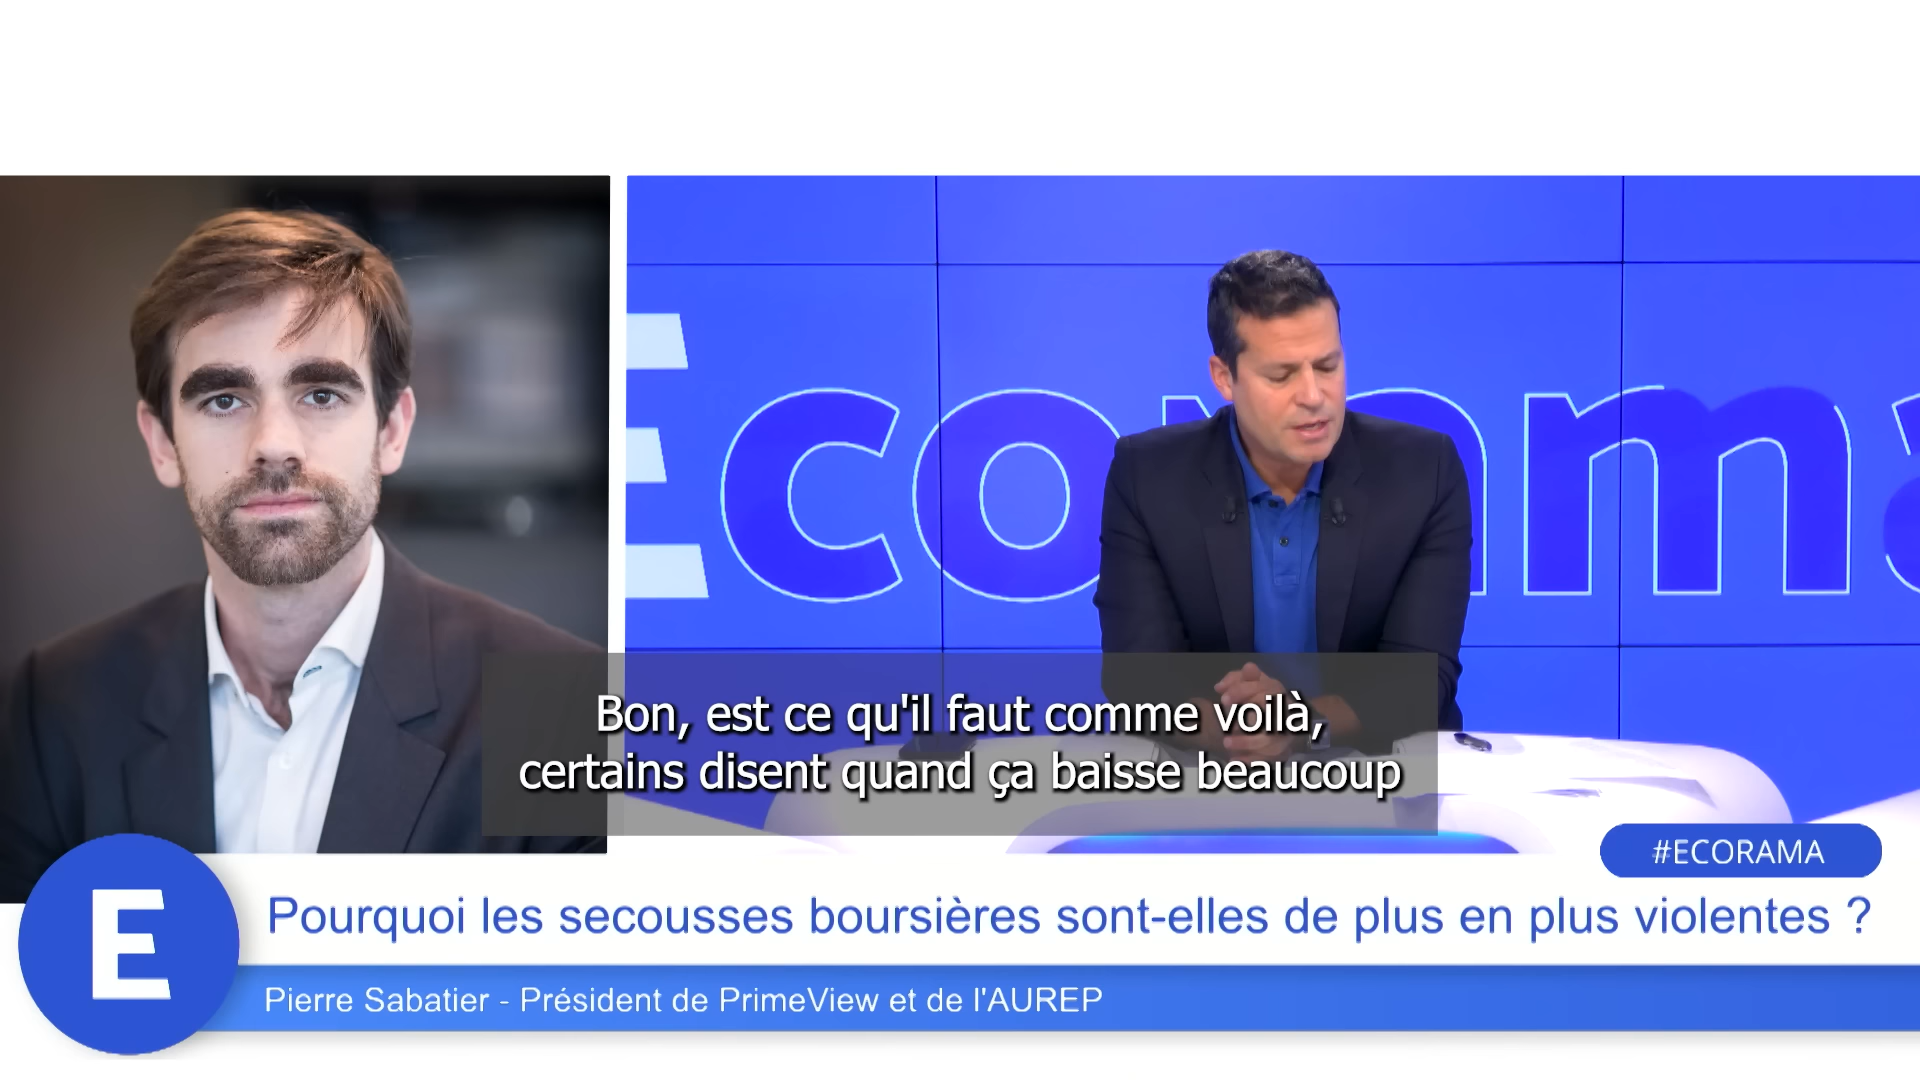 Ecorama
Bon, est ce qu'il faut comme voilà,
certains disent quand ça baisse beaucoup
#ECORAMA
E
Pourquoi les secousses boursières sont-elles de plus en plus violentes ?
Pierre Sabatier - Président de PrimeView et de l'AUREP